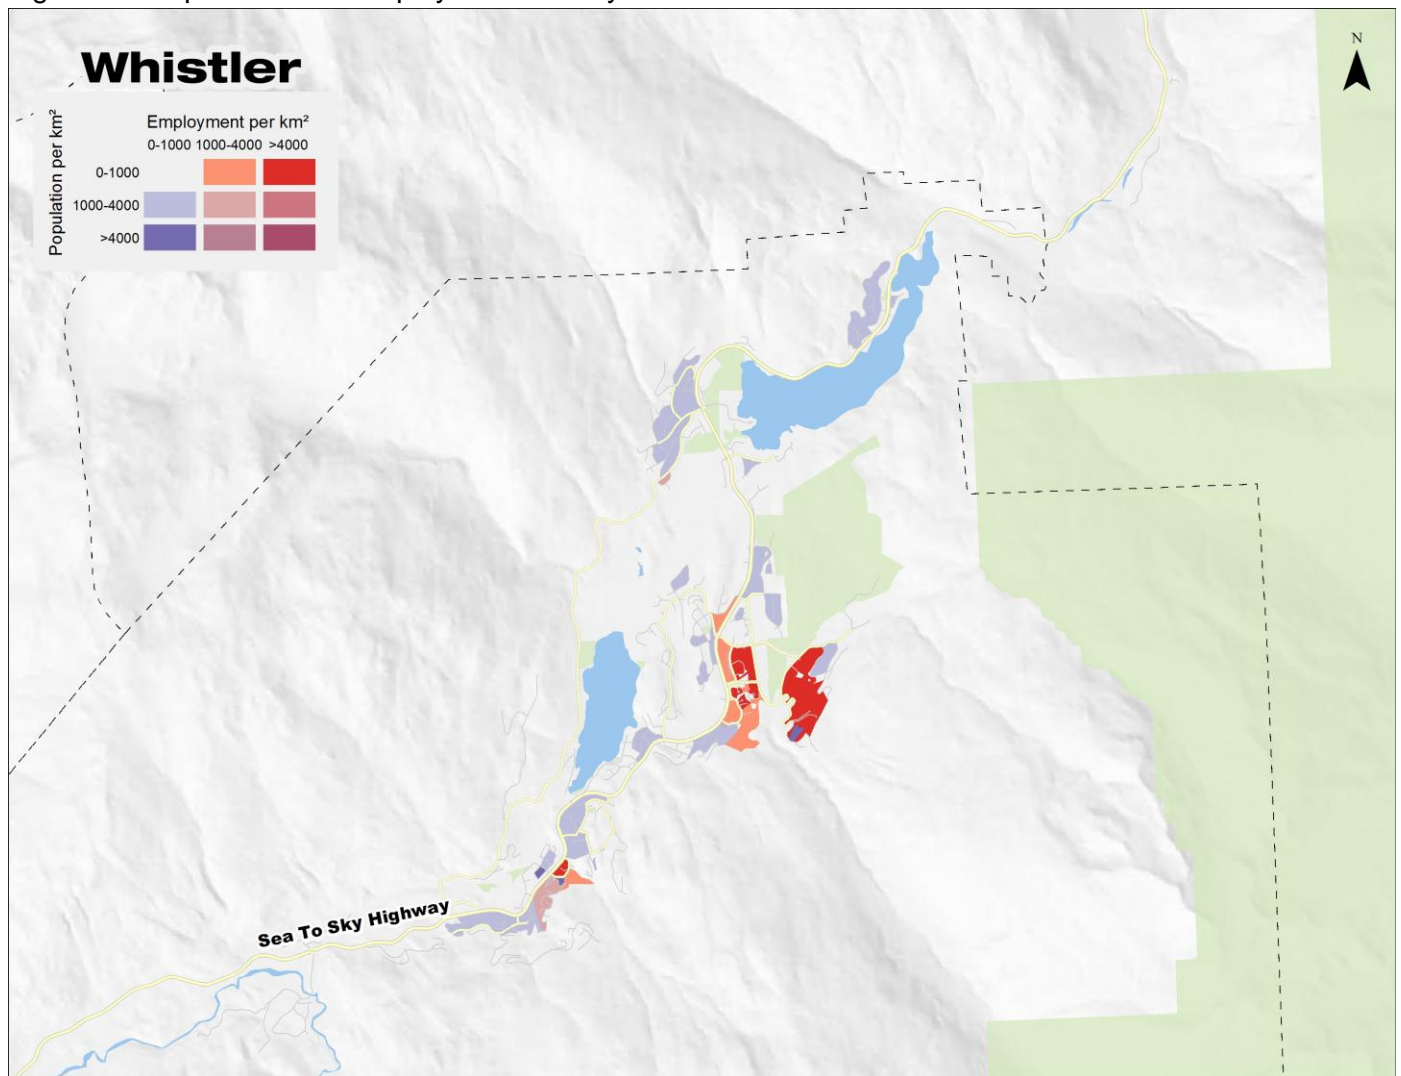 Whistler
N
Population per km²
Employment per km²
0-1000 1000-4000 >4000
0-1000
1000-4000
>4000
Sea To Sky Highway